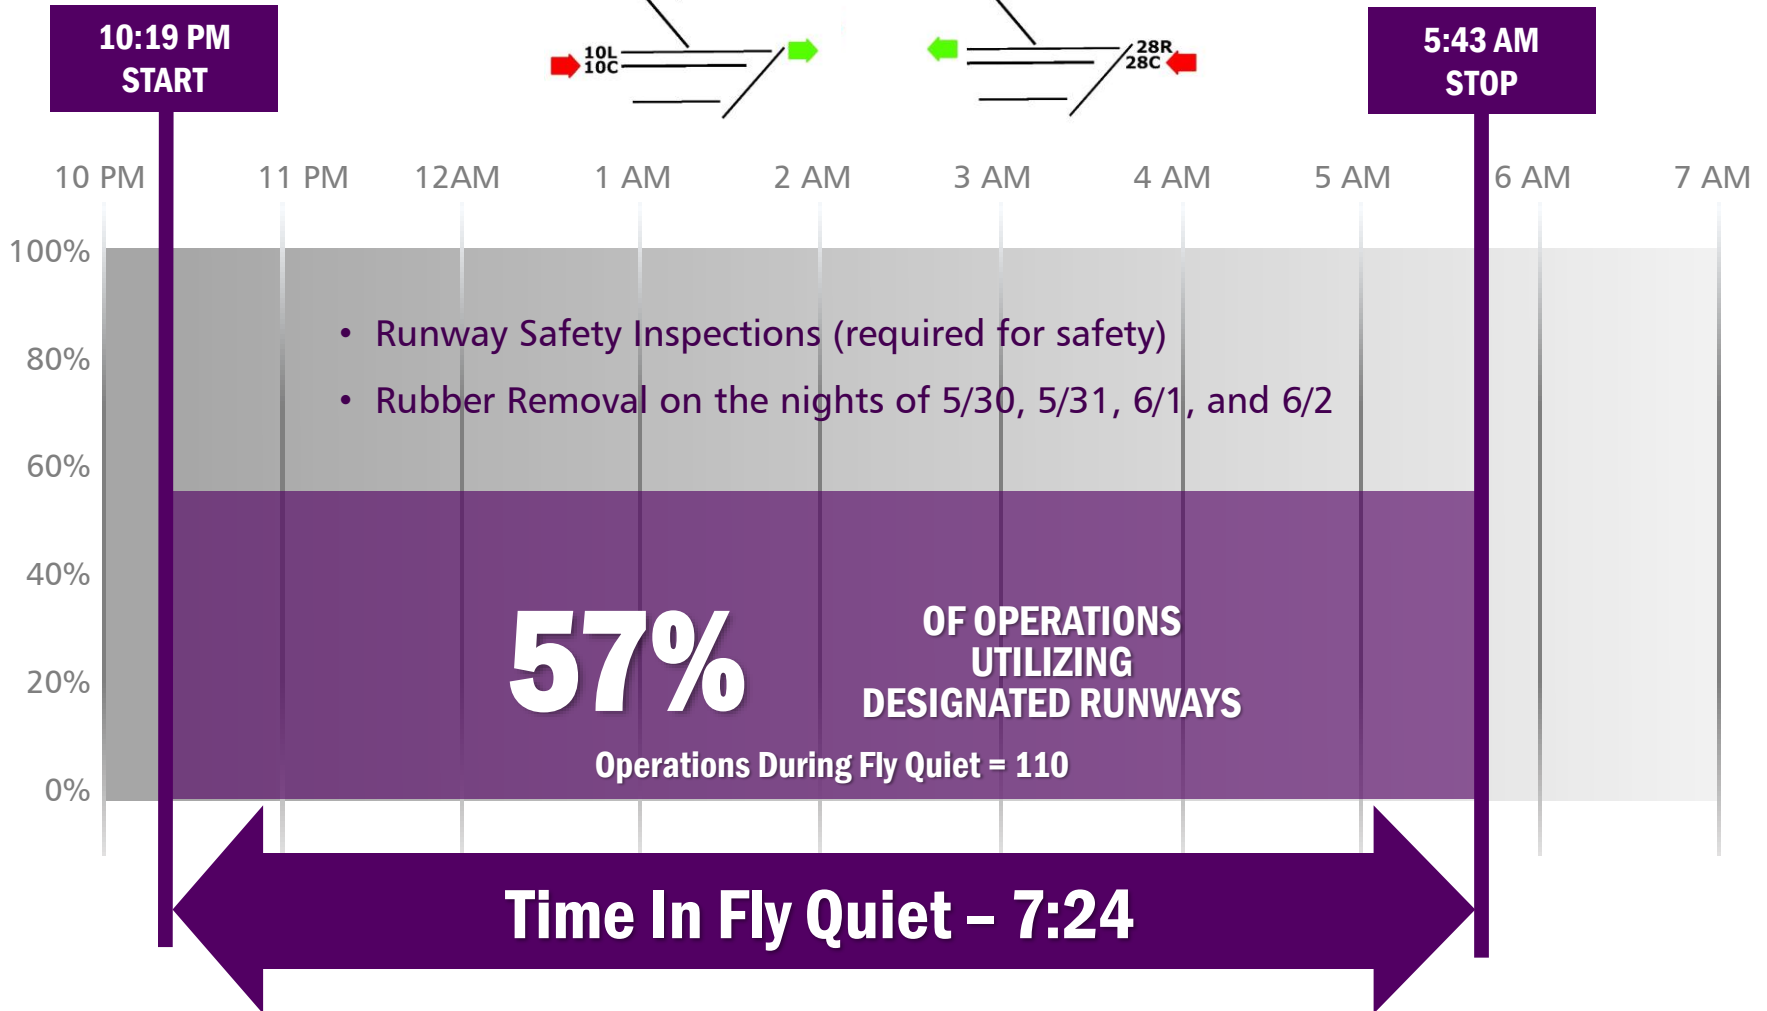 10:19 PM
START
10L
10C
28R
28C
5:43 AM
STOP
10 PM 11 PM 12AM 1 AM 2 AM 3 AM 4 AM 5 AM 6 AM 7 AM
100%
80%
60%
40%
20%
0%
• Runway Safety Inspections (required for safety)
• Rubber Removal on the nights of 5/30, 5/31, 6/1, and 6/2
57%
OF OPERATIONS
UTILIZING
DESIGNATED RUNWAYS
Operations During Fly Quiet = 110
Time In Fly Quiet – 7:24